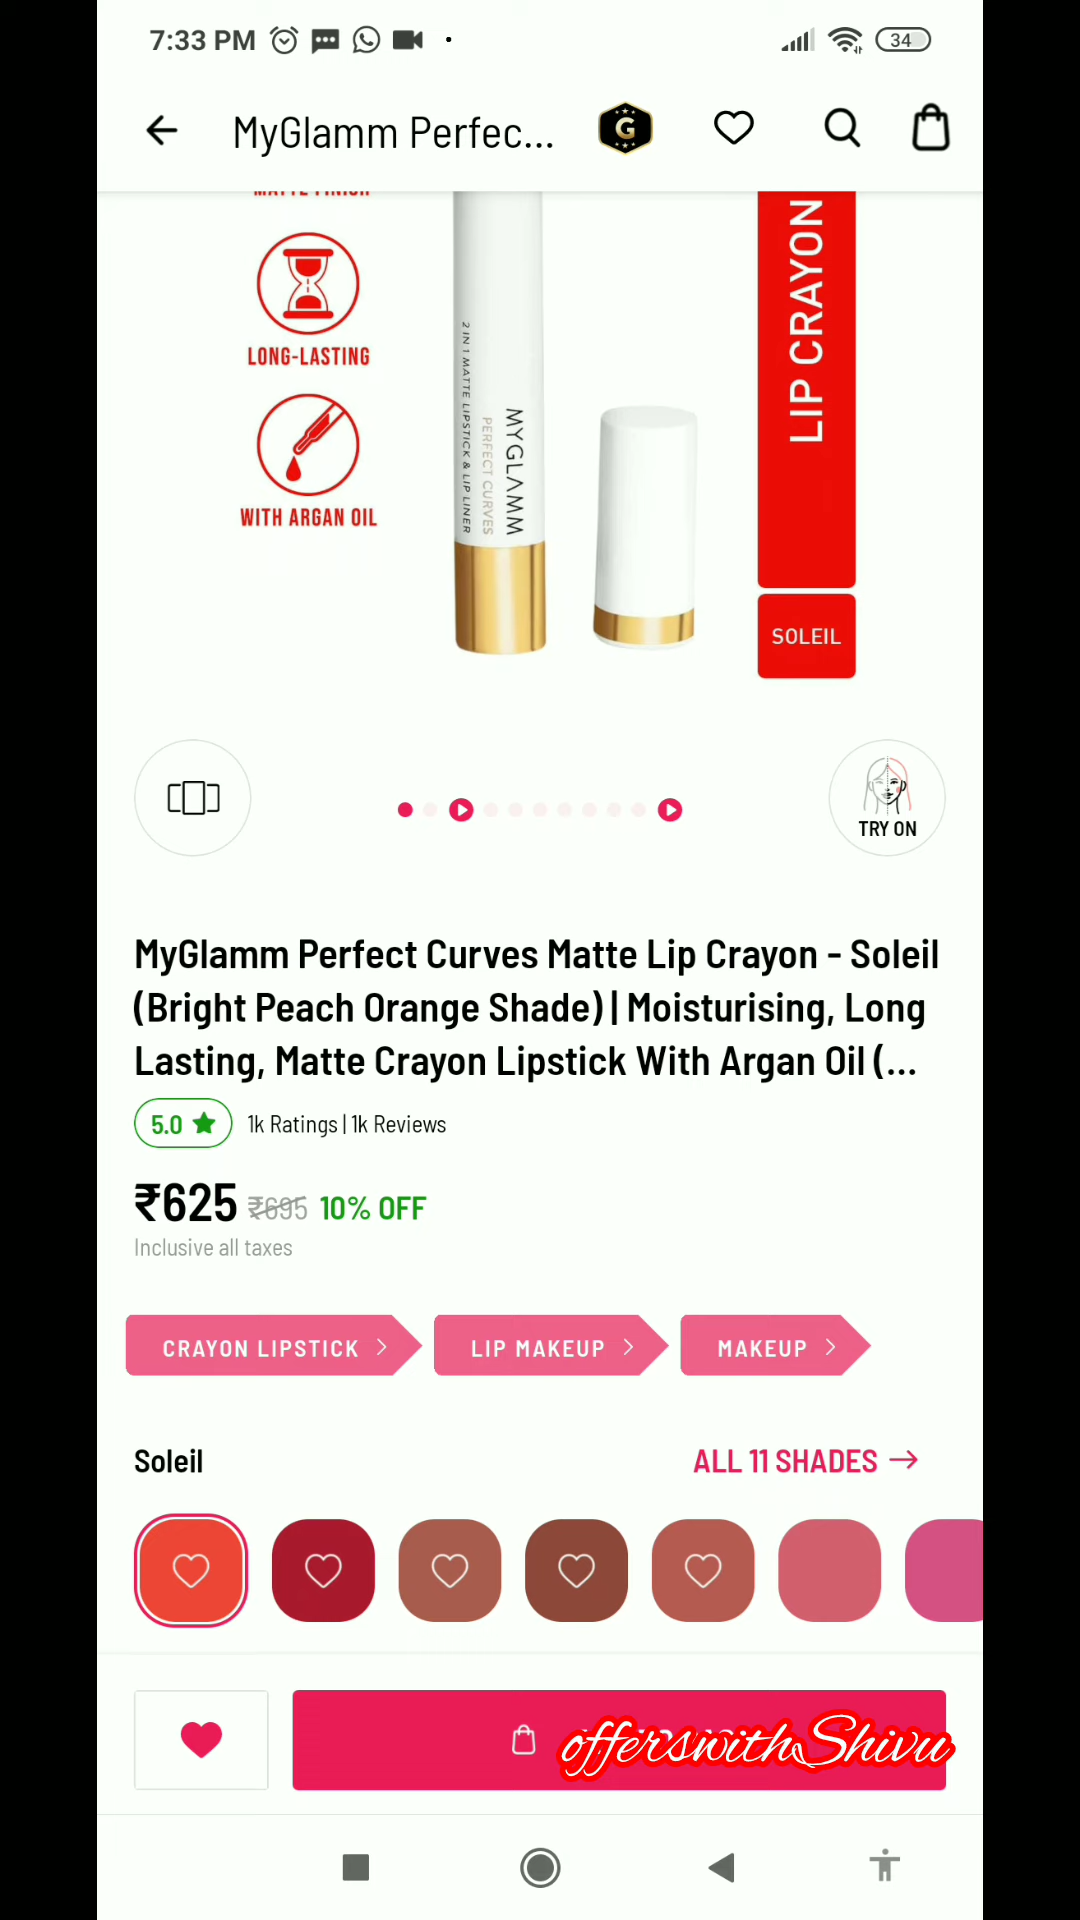 7:33 PM
34
MyGlamm Perfec...
G
LONG-LASTING
WITH ARGAN OIL
2 IN 1 MATTE LIPSTICK & LIP LINER
PERFECT CURVES
MYGLAMM
LIP CRAYON
SOLEIL
TRY ON
MyGlamm Perfect Curves Matte Lip Crayon - Soleil
(Bright Peach Orange Shade) | Moisturising, Long
Lasting, Matte Crayon Lipstick With Argan Oil (...
5.0 ★ 1k Ratings | 1k Reviews
₹625 ₹695 10% OFF
Inclusive all taxes
CRAYON LIPSTICK >
LIP MAKEUP >
MAKEUP >
Soleil
ALL 11 SHADES →
offerswithShivu